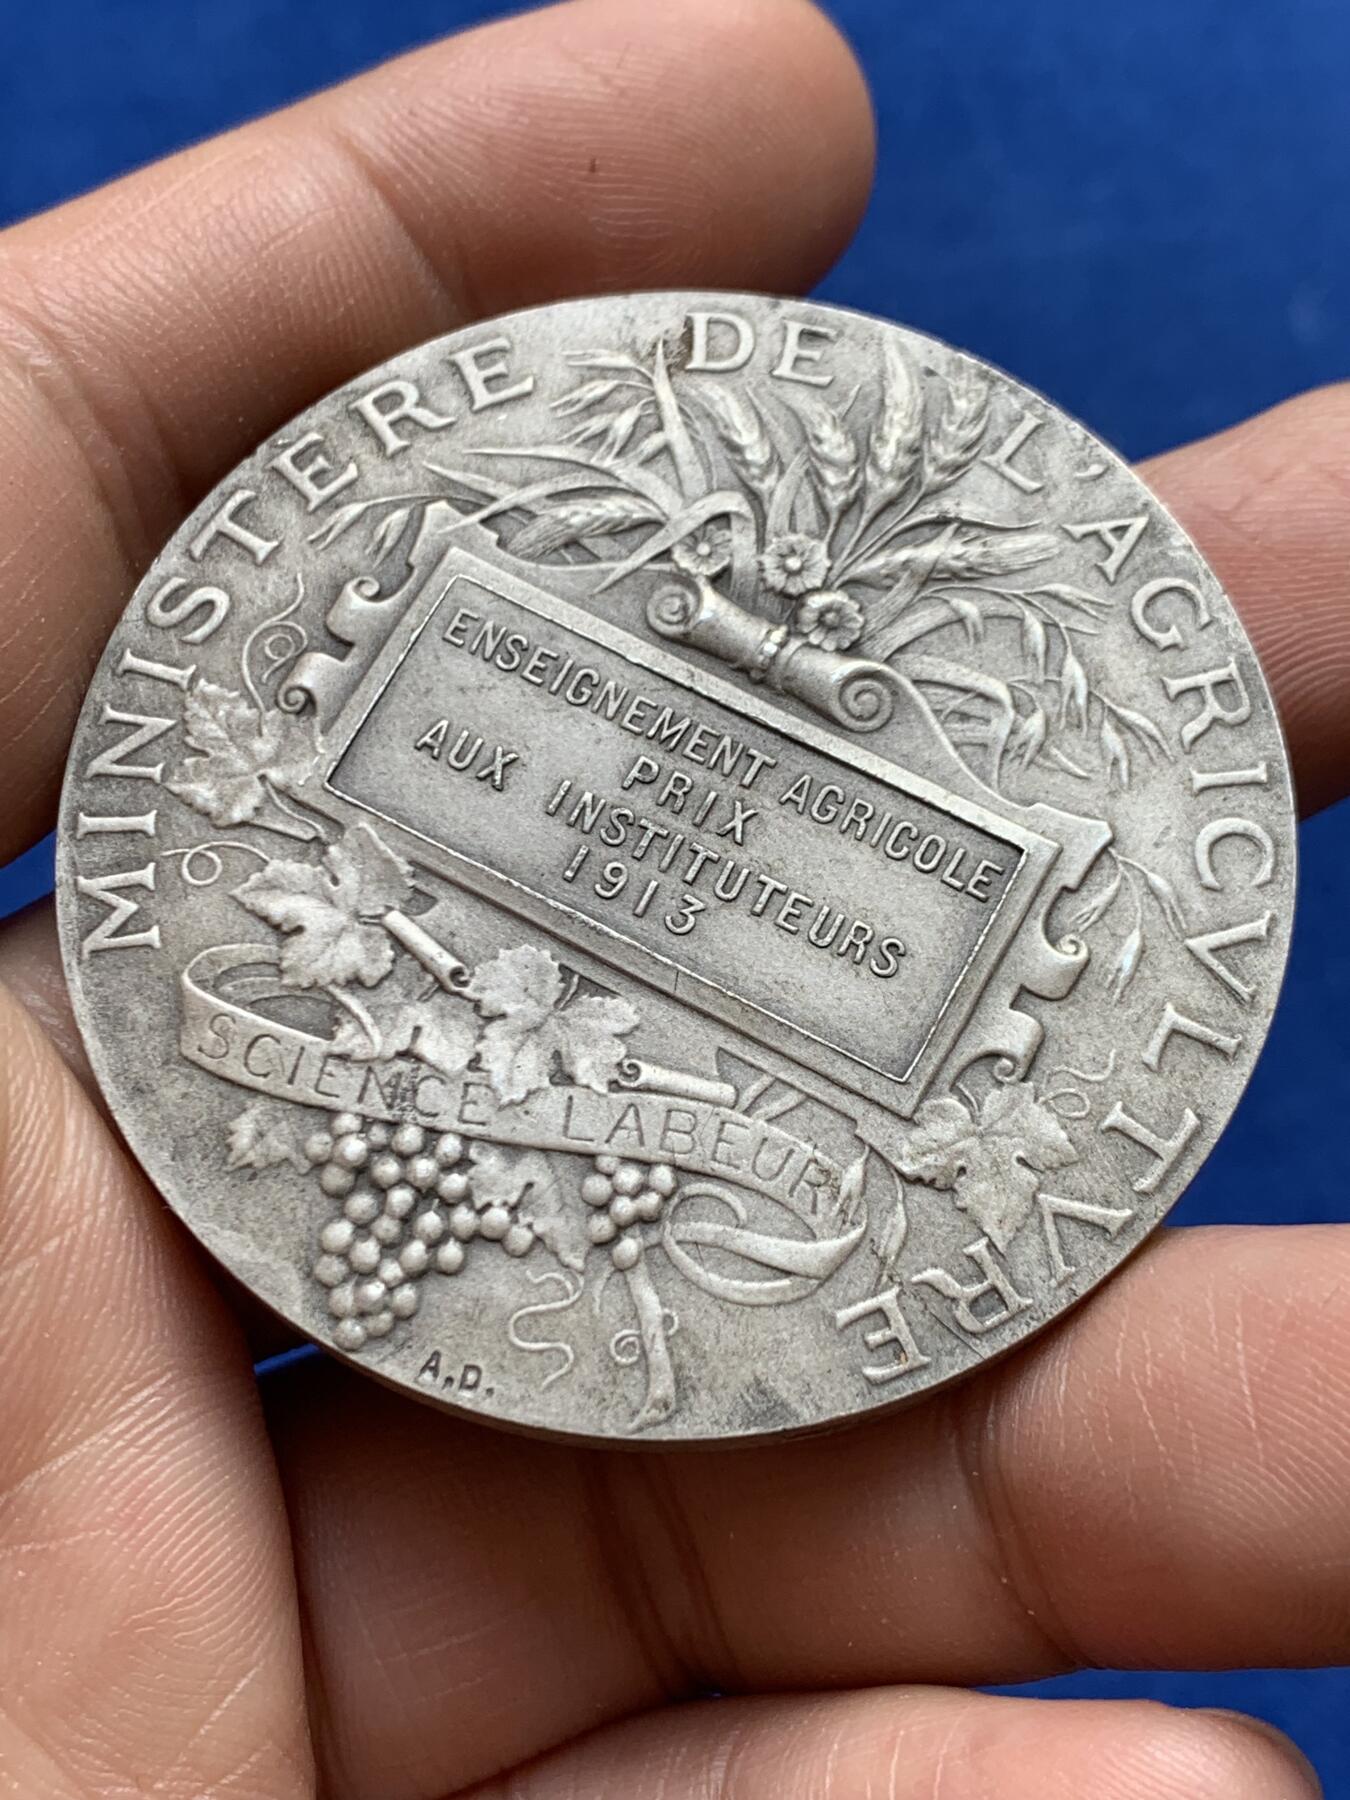 MINISTERE DE L'AGRICVLTVRE
ENSEIGNEMENT AGRICOLE
PRIX
AUX INSTITUTEURS
1913
SCIENCE LABEUR
A.D.